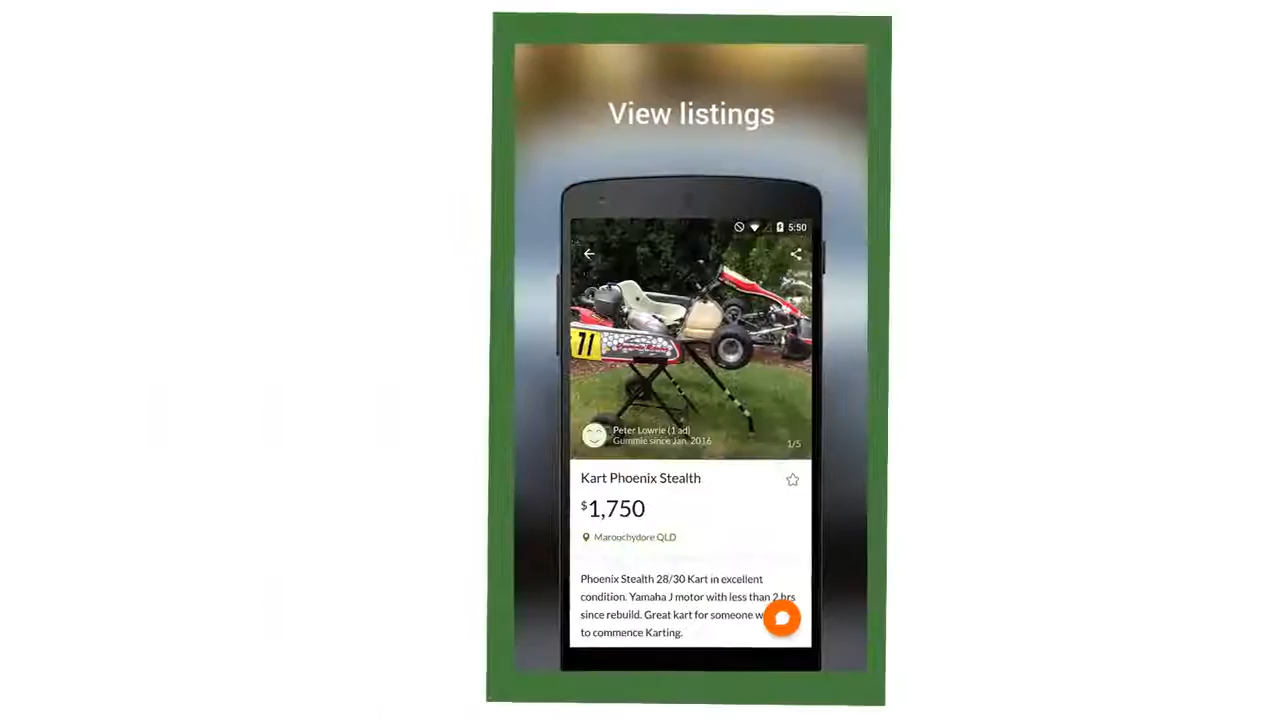 View listings
5:50
71
Peter Lowrie (1 ad)
Gummie since Jan. 2016
1/5
Kart Phoenix Stealth
$1,750
Maroochydore QLD
Phoenix Stealth 28/30 Kart in excellent
condition. Yamaha J motor with less than 2 hrs
since rebuild. Great kart for someone
to commence Karting.